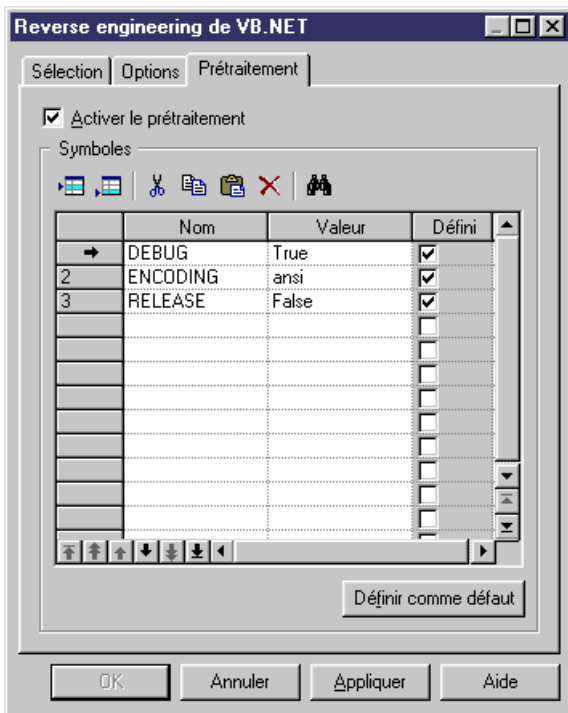 Reverse engineering de VB.NET
Sélection Options Prétraitement
Activer le prétraitement
Symboles
Nom Valeur Défini
DEBUG True
2 ENCODING ansi
3 RELEASE False
Définir comme défaut
OK Annuler Appliquer Aide